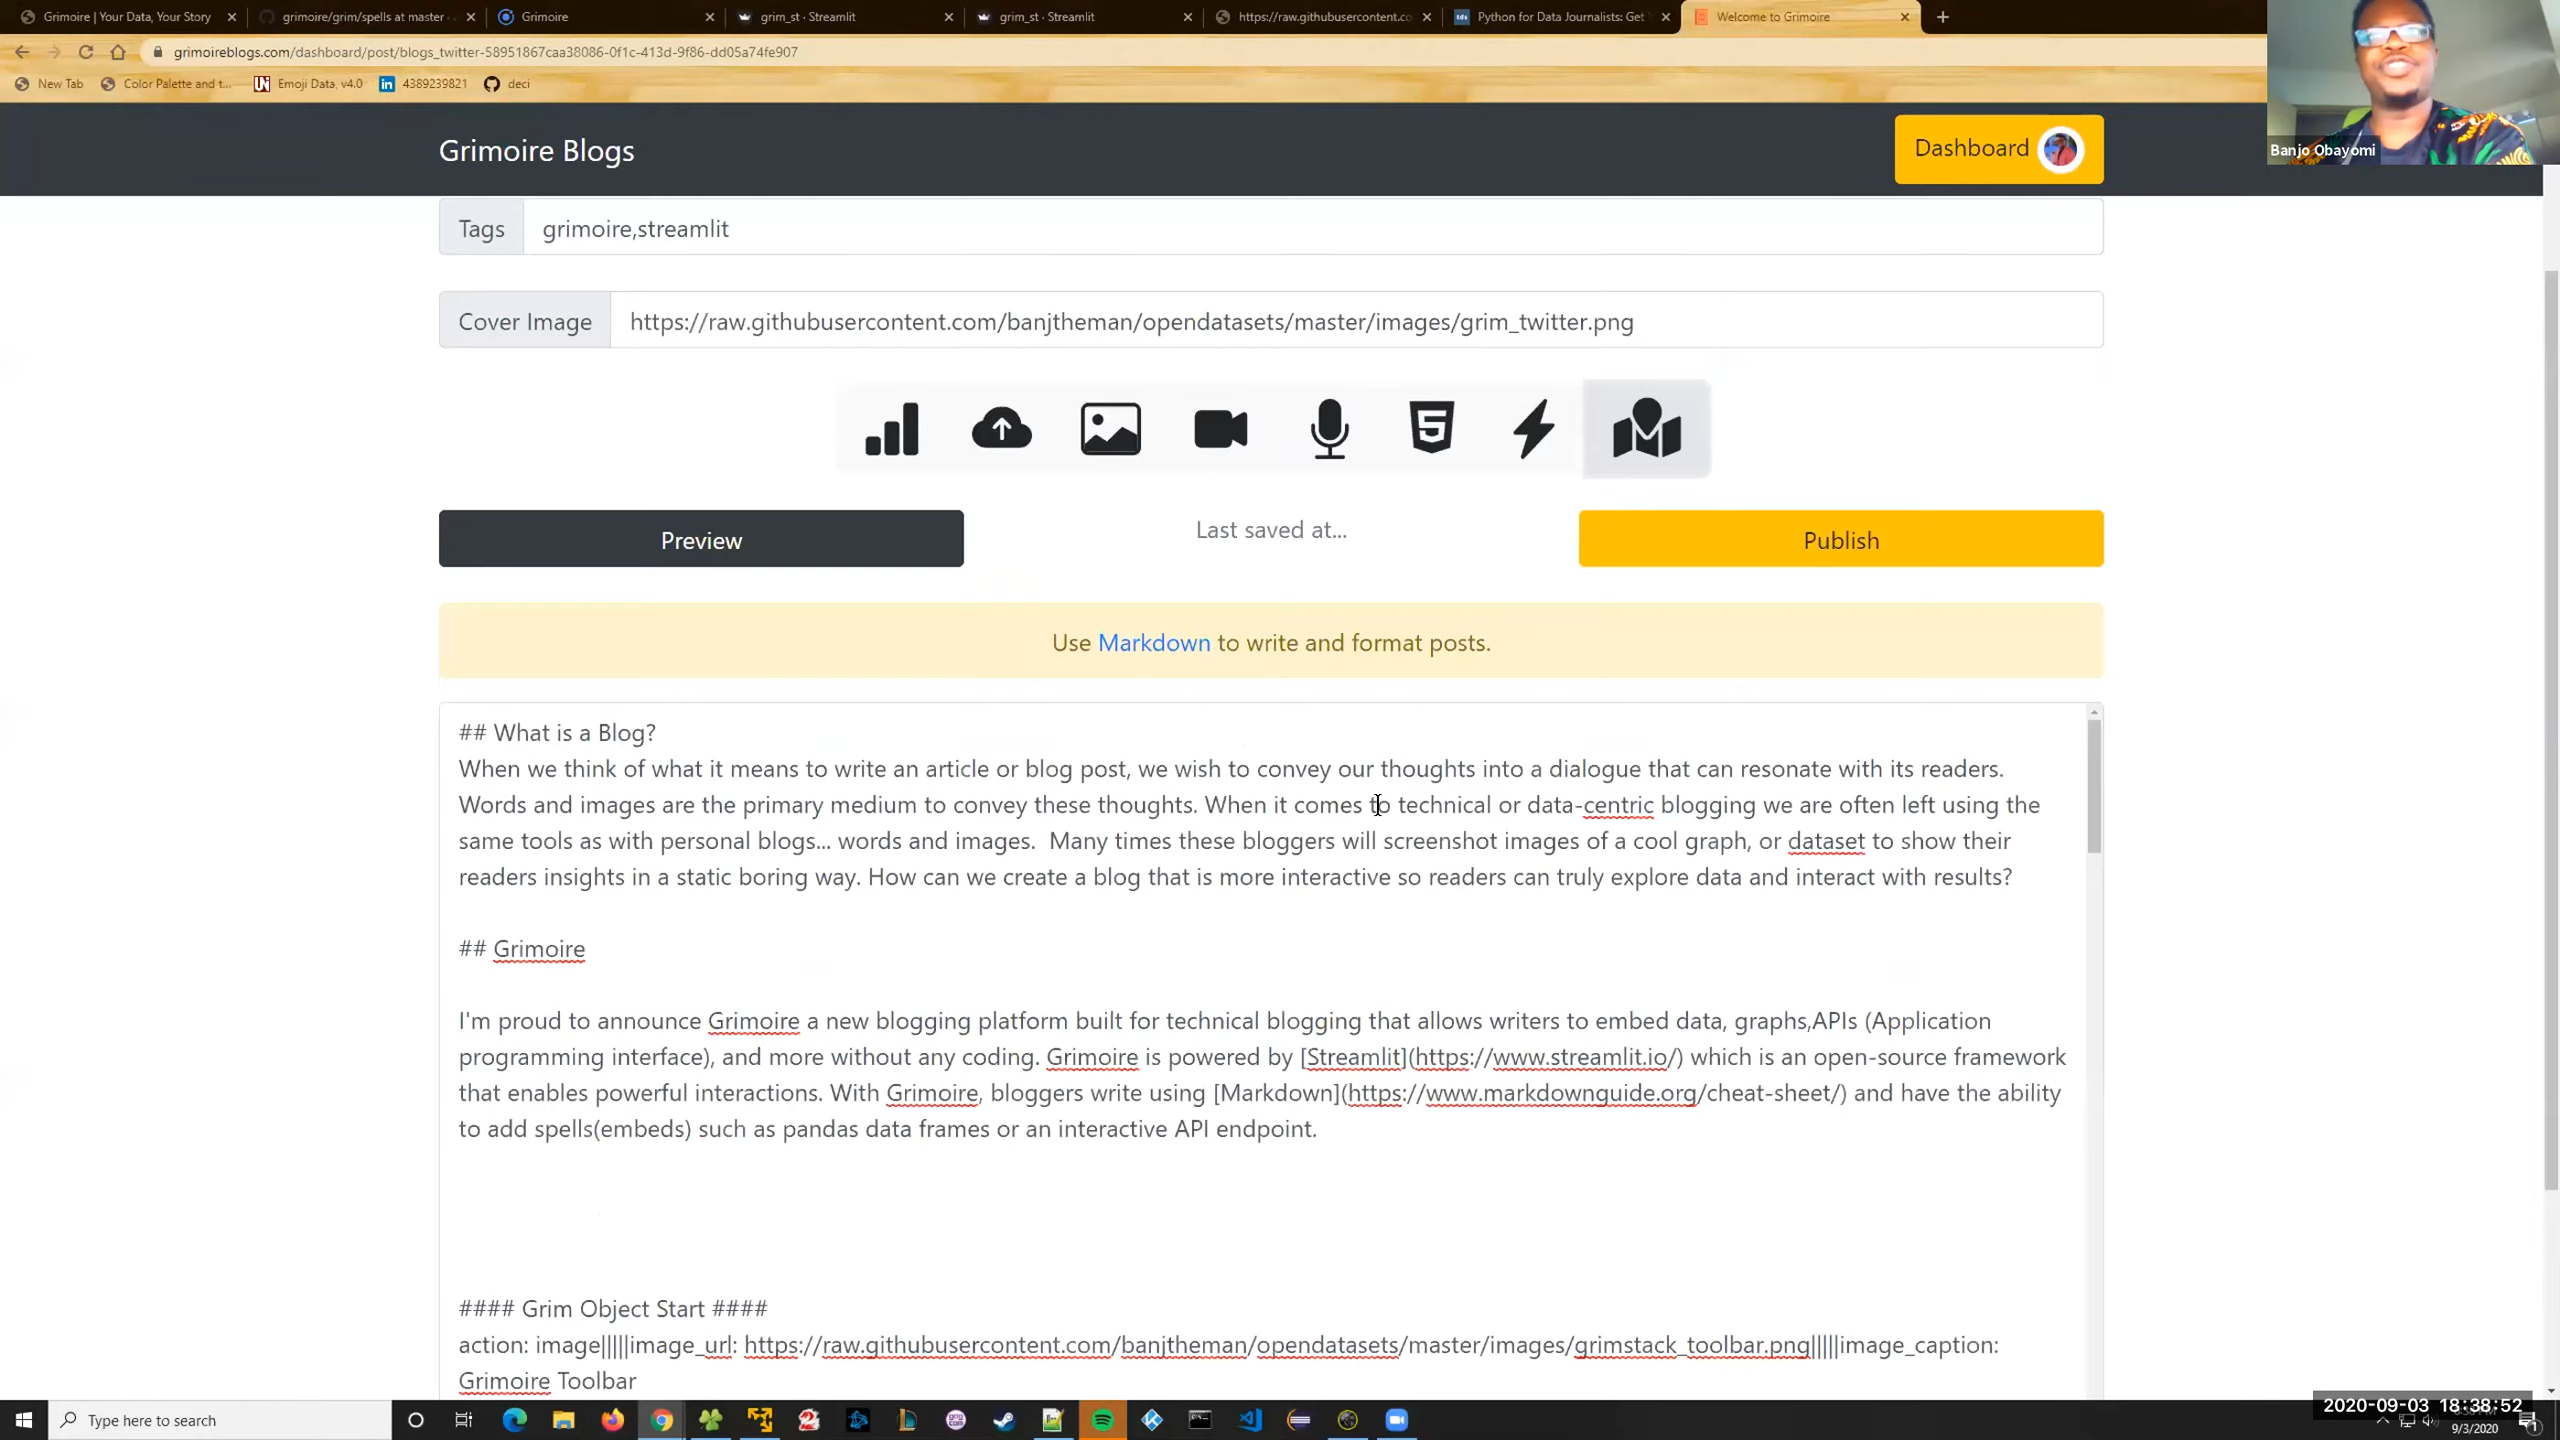 Grimoire | Your Data, Your Story
grimoire/grim/spells at master ·
Grimoire
grim_st · Streamlit
grim_st · Streamlit
https://raw.githubusercontent.co
Python for Data Journalists: Get
Welcome to Grimoire
grimoireblogs.com/dashboard/post/blogs_twitter-58951867caa38086-0f1c-413d-9f86-dd05a74fe907
New Tab
Color Palette and t...
Emoji Data, v4.0
4389239821
deci
Banjo Obayomi
Grimoire Blogs
Dashboard
Tags
grimoire,streamlit
Cover Image
https://raw.githubusercontent.com/banjtheman/opendatasets/master/images/grim_twitter.png
Preview
Last saved at...
Publish
Use Markdown to write and format posts.
## What is a Blog?
When we think of what it means to write an article or blog post, we wish to convey our thoughts into a dialogue that can resonate with its readers.
Words and images are the primary medium to convey these thoughts. When it comes to technical or data-centric blogging we are often left using the
same tools as with personal blogs... words and images.  Many times these bloggers will screenshot images of a cool graph, or dataset to show their
readers insights in a static boring way. How can we create a blog that is more interactive so readers can truly explore data and interact with results?
## Grimoire
I'm proud to announce Grimoire a new blogging platform built for technical blogging that allows writers to embed data, graphs,APIs (Application
programming interface), and more without any coding. Grimoire is powered by [Streamlit](https://www.streamlit.io/) which is an open-source framework
that enables powerful interactions. With Grimoire, bloggers write using [Markdown](https://www.markdownguide.org/cheat-sheet/) and have the ability
to add spells(embeds) such as pandas data frames or an interactive API endpoint.
#### Grim Object Start ####
action: image|||||image_url: https://raw.githubusercontent.com/banjtheman/opendatasets/master/images/grimstack_toolbar.png|||||image_caption:
Grimoire Toolbar
Type here to search
2020-09-03 18:38:52
9/3/2020